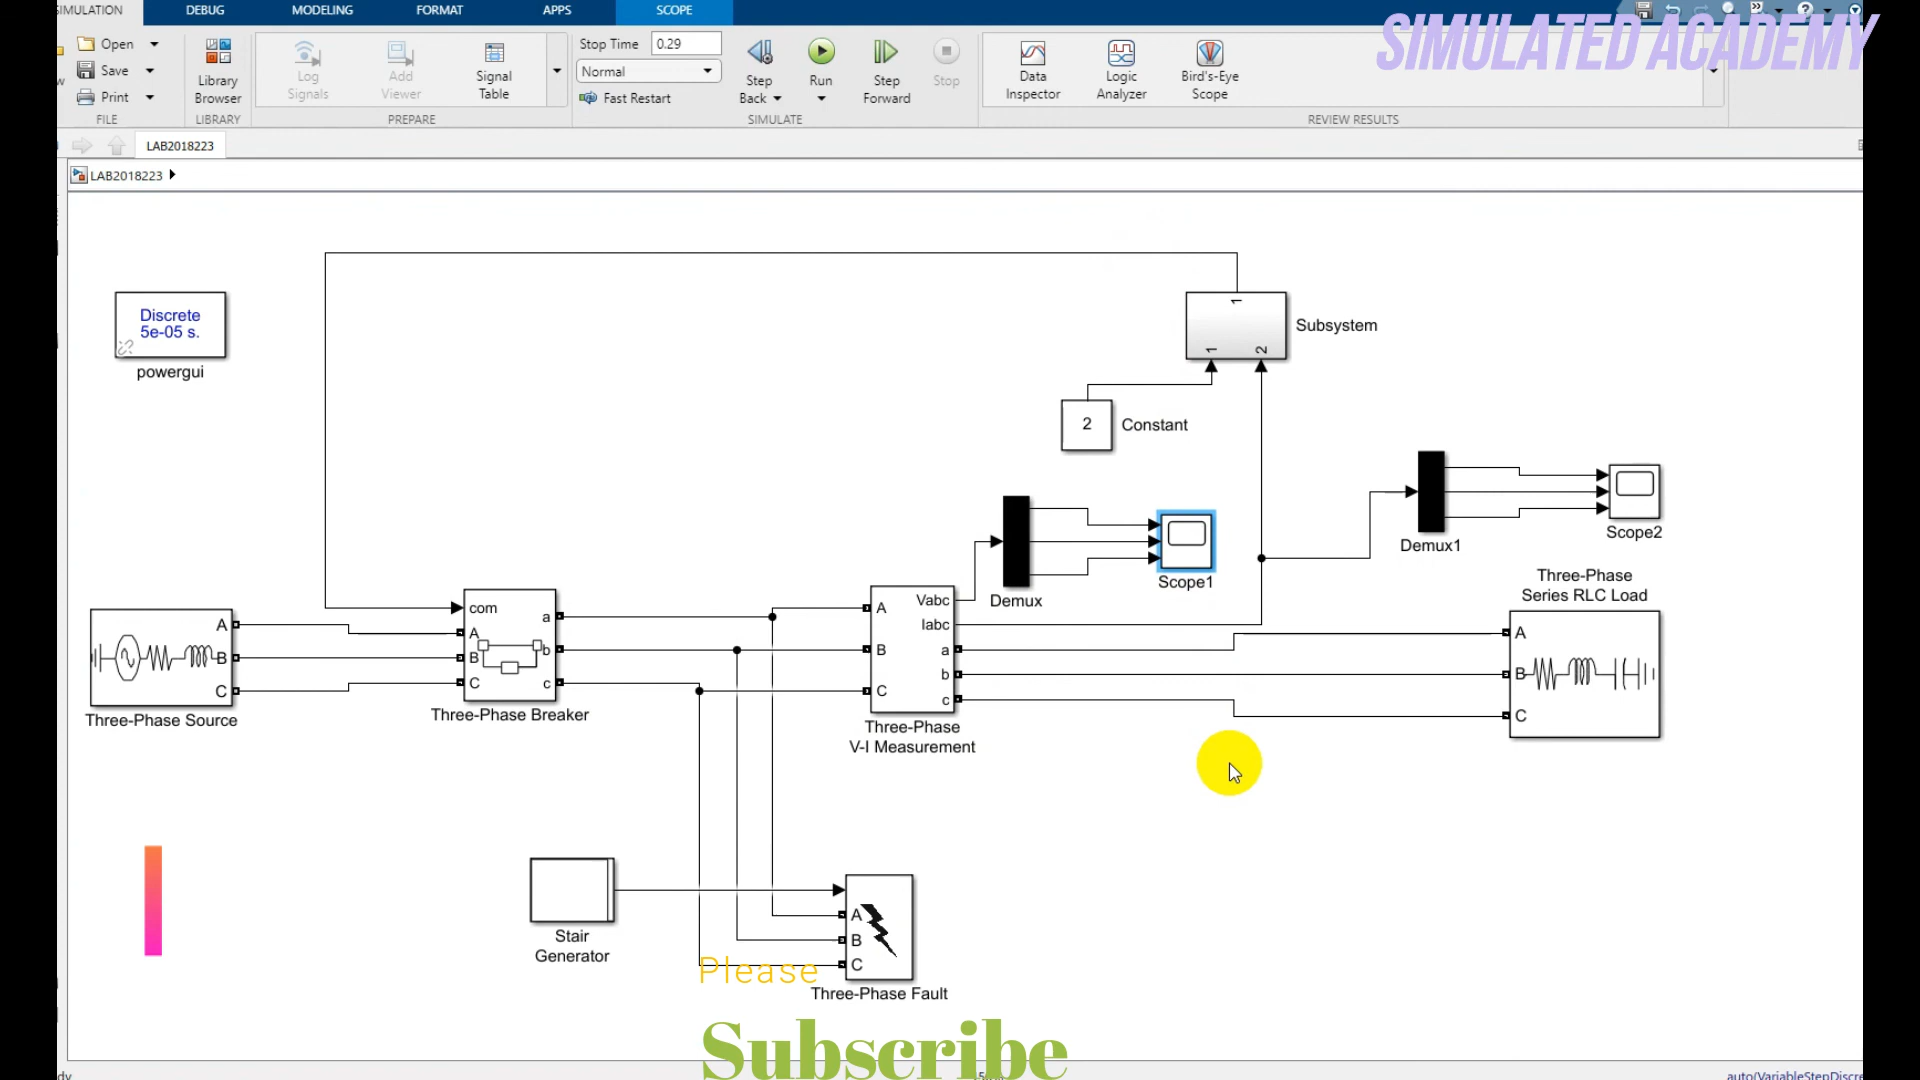 SIMULATION DEBUG MODELING FORMAT APPS SCOPE
SIMULATED ACADEMY
Open
Save
Print
FILE
Library
Browser
LIBRARY
Log
Signals
Add
Viewer
Signal
Table
PREPARE
Stop Time 0.29
Normal
Fast Restart
Step
Back
Run
Step
Forward
Stop
SIMULATE
Data
Inspector
Logic
Analyzer
Bird's-Eye
Scope
REVIEW RESULTS
LAB2018223
LAB2018223
Discrete
5e-05 s.
powergui
1
1
2
Subsystem
2
Constant
Demux
Scope1
Demux1
Scope2
A
B
C
Three-Phase Source
com
A
B
C
a
b
c
Three-Phase Breaker
A
B
C
Vabc
Iabc
a
b
c
Three-Phase
V-I Measurement
Three-Phase
Series RLC Load
A
B
C
Stair
Generator
A
B
C
Three-Phase Fault
Please
Subscribe